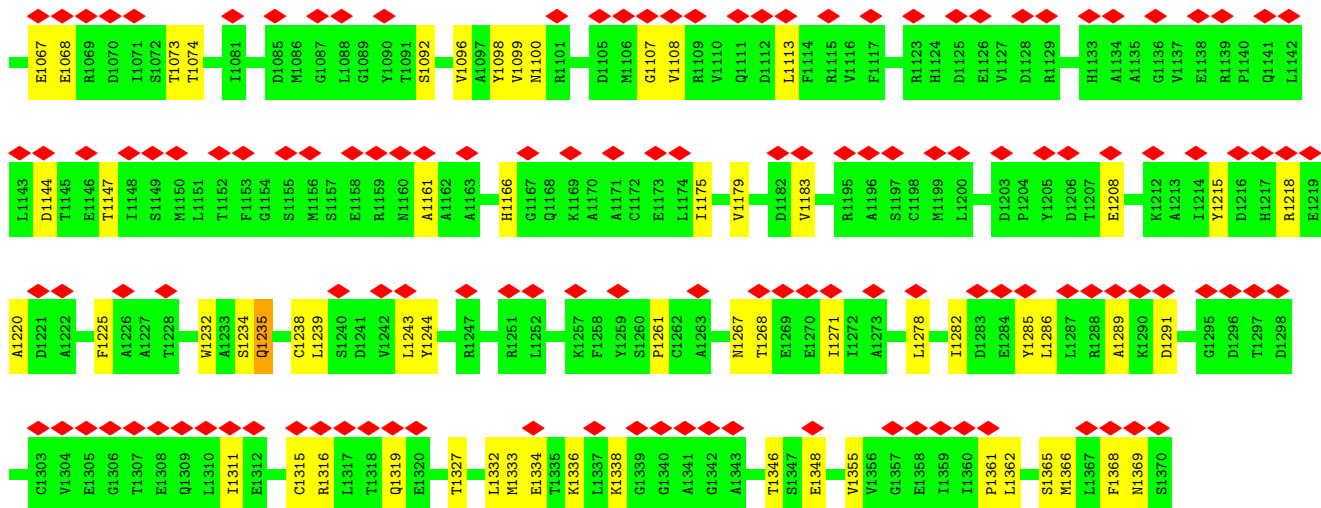 E1067 E1068 R1069 D1070 I1071 S1072 T1073 T1074 I1081 D1085 M1086 G1087 L1088 G1089 Y1090 T1091 S1092 V1096 A1097 Y1098 V1099 N1100 R1101 D1105 M1106 G1107 V1108 R1109 V1110 Q1111 D1112 L1113 F1114 R1115 V1116 F1117 R1123 H1124 D1125 E1126 V1127 D1128 R1129 H1133 A1134 A1135 G1136 V1137 E1138 R1139 P1140 Q1141 L1142
L1143 D1144 T1145 E1146 T1147 I1148 S1149 M1150 L1151 T1152 F1153 G1154 S1155 M1156 S1157 E1158 R1159 N1160 A1161 A1162 A1163 H1166 G1167 Q1168 K1169 A1170 A1171 C1172 E1173 L1174 I1175 V1179 D1182 V1183 R1195 A1196 S1197 C1198 M1199 L1200 D1203 P1204 Y1205 D1206 T1207 E1208 K1212 A1213 I1214 Y1215 D1216 H1217 R1218 E1219
A1220 D1221 A1222 F1225 A1226 A1227 T1228 W1232 A1233 S1234 Q1235 C1238 L1239 S1240 D1241 V1242 L1243 Y1244 R1247 R1251 L1252 K1257 F1258 Y1259 S1260 P1261 C1262 A1263 N1267 T1268 E1269 E1270 I1271 I1272 A1273 L1278 I1282 D1283 E1284 Y1285 L1286 L1287 R1288 A1289 K1290 D1291 G1295 D1296 T1297 D1298
C1303 V1304 E1305 G1306 T1307 E1308 Q1309 L1310 I1311 E1312 C1315 R1316 L1317 T1318 Q1319 E1320 T1327 L1332 M1333 E1334 T1335 K1336 L1337 K1338 G1339 G1340 A1341 G1342 A1343 T1346 S1347 E1348 V1355 V1356 G1357 E1358 I1359 I1360 P1361 L1362 S1365 M1366 L1367 F1368 N1369 S1370